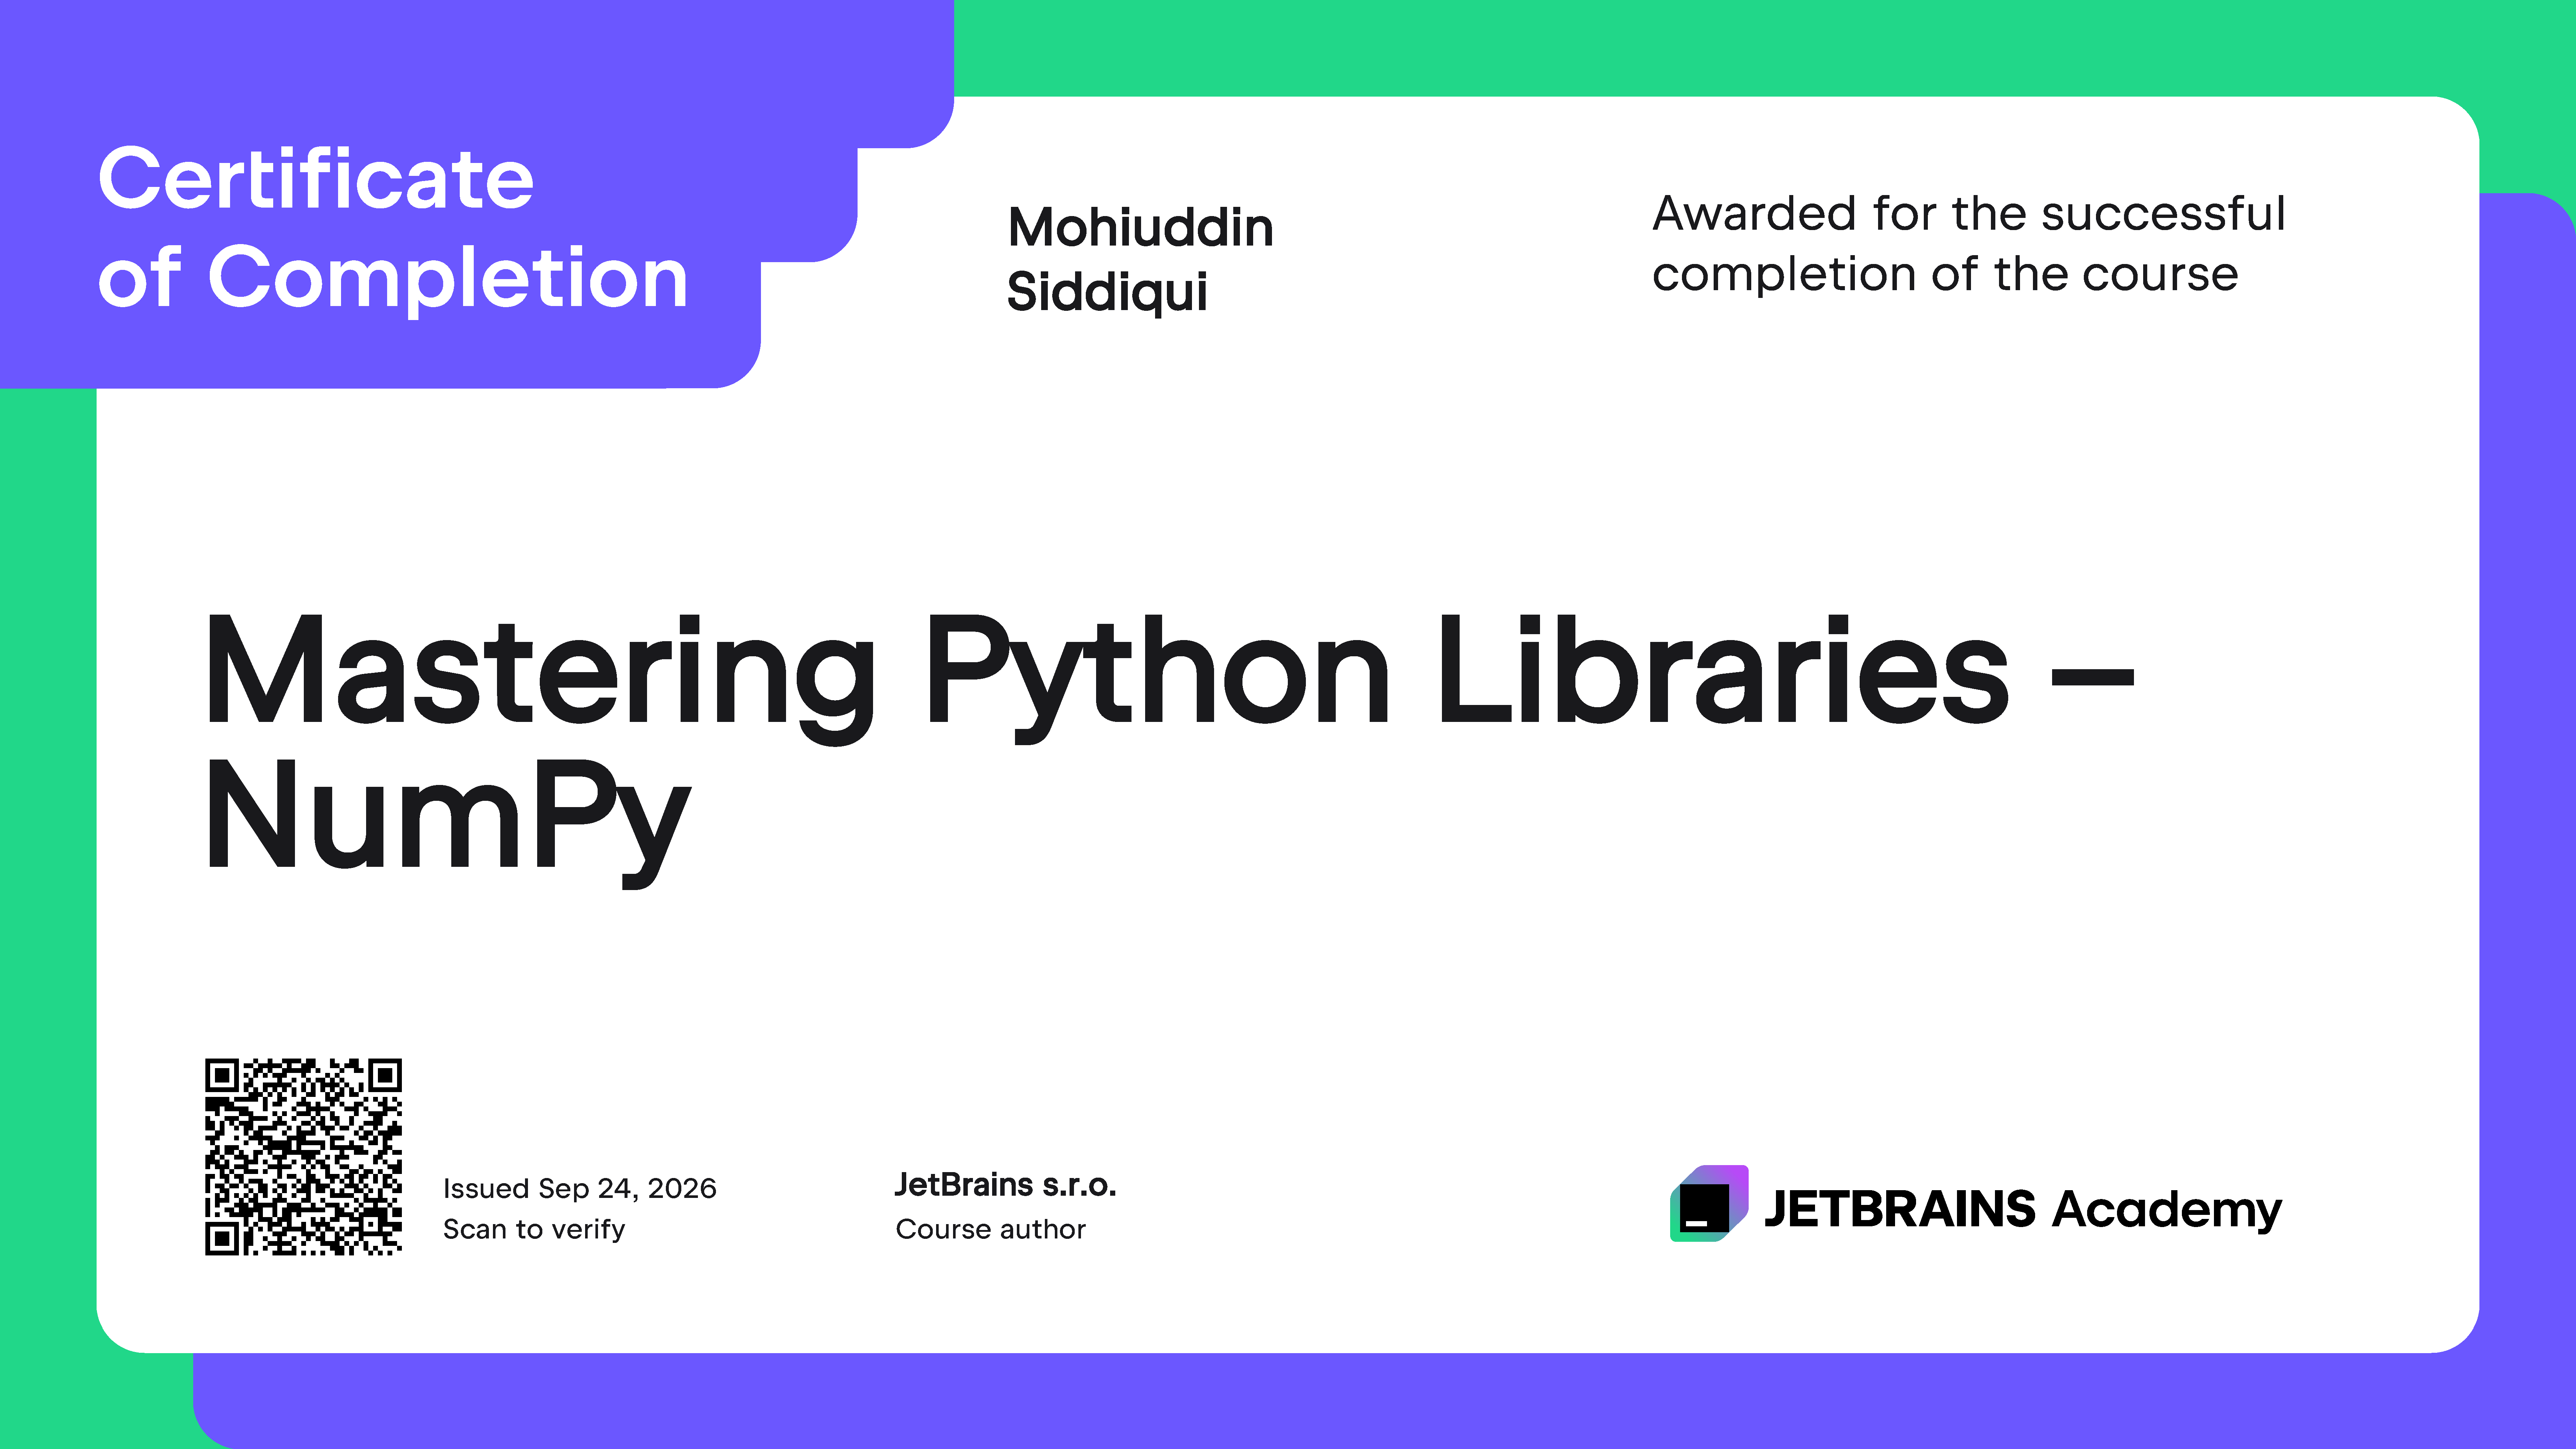 Certificate
of Completion
Mohiuddin
Siddiqui
Awarded for the successful
completion of the course
Mastering Python Libraries –
NumPy
Issued Sep 24, 2026
Scan to verify
JetBrains s.r.o.
Course author
JETBRAINS Academy